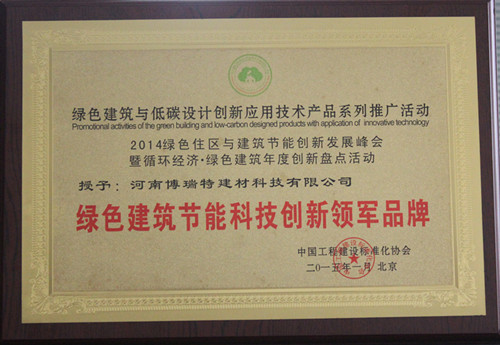 绿色建筑与低碳设计创新应用技术产品系列推广活动
Promotional activities of the green building and low-carbon designed products with application of innovative technology
2014绿色住区与建筑节能创新发展峰会
暨循环经济·绿色建筑年度创新盘点活动
授予：河南博瑞特建材科技有限公司
绿色建筑节能科技创新领军品牌
中国工程建设标准化协会
二〇一五年一月 北京